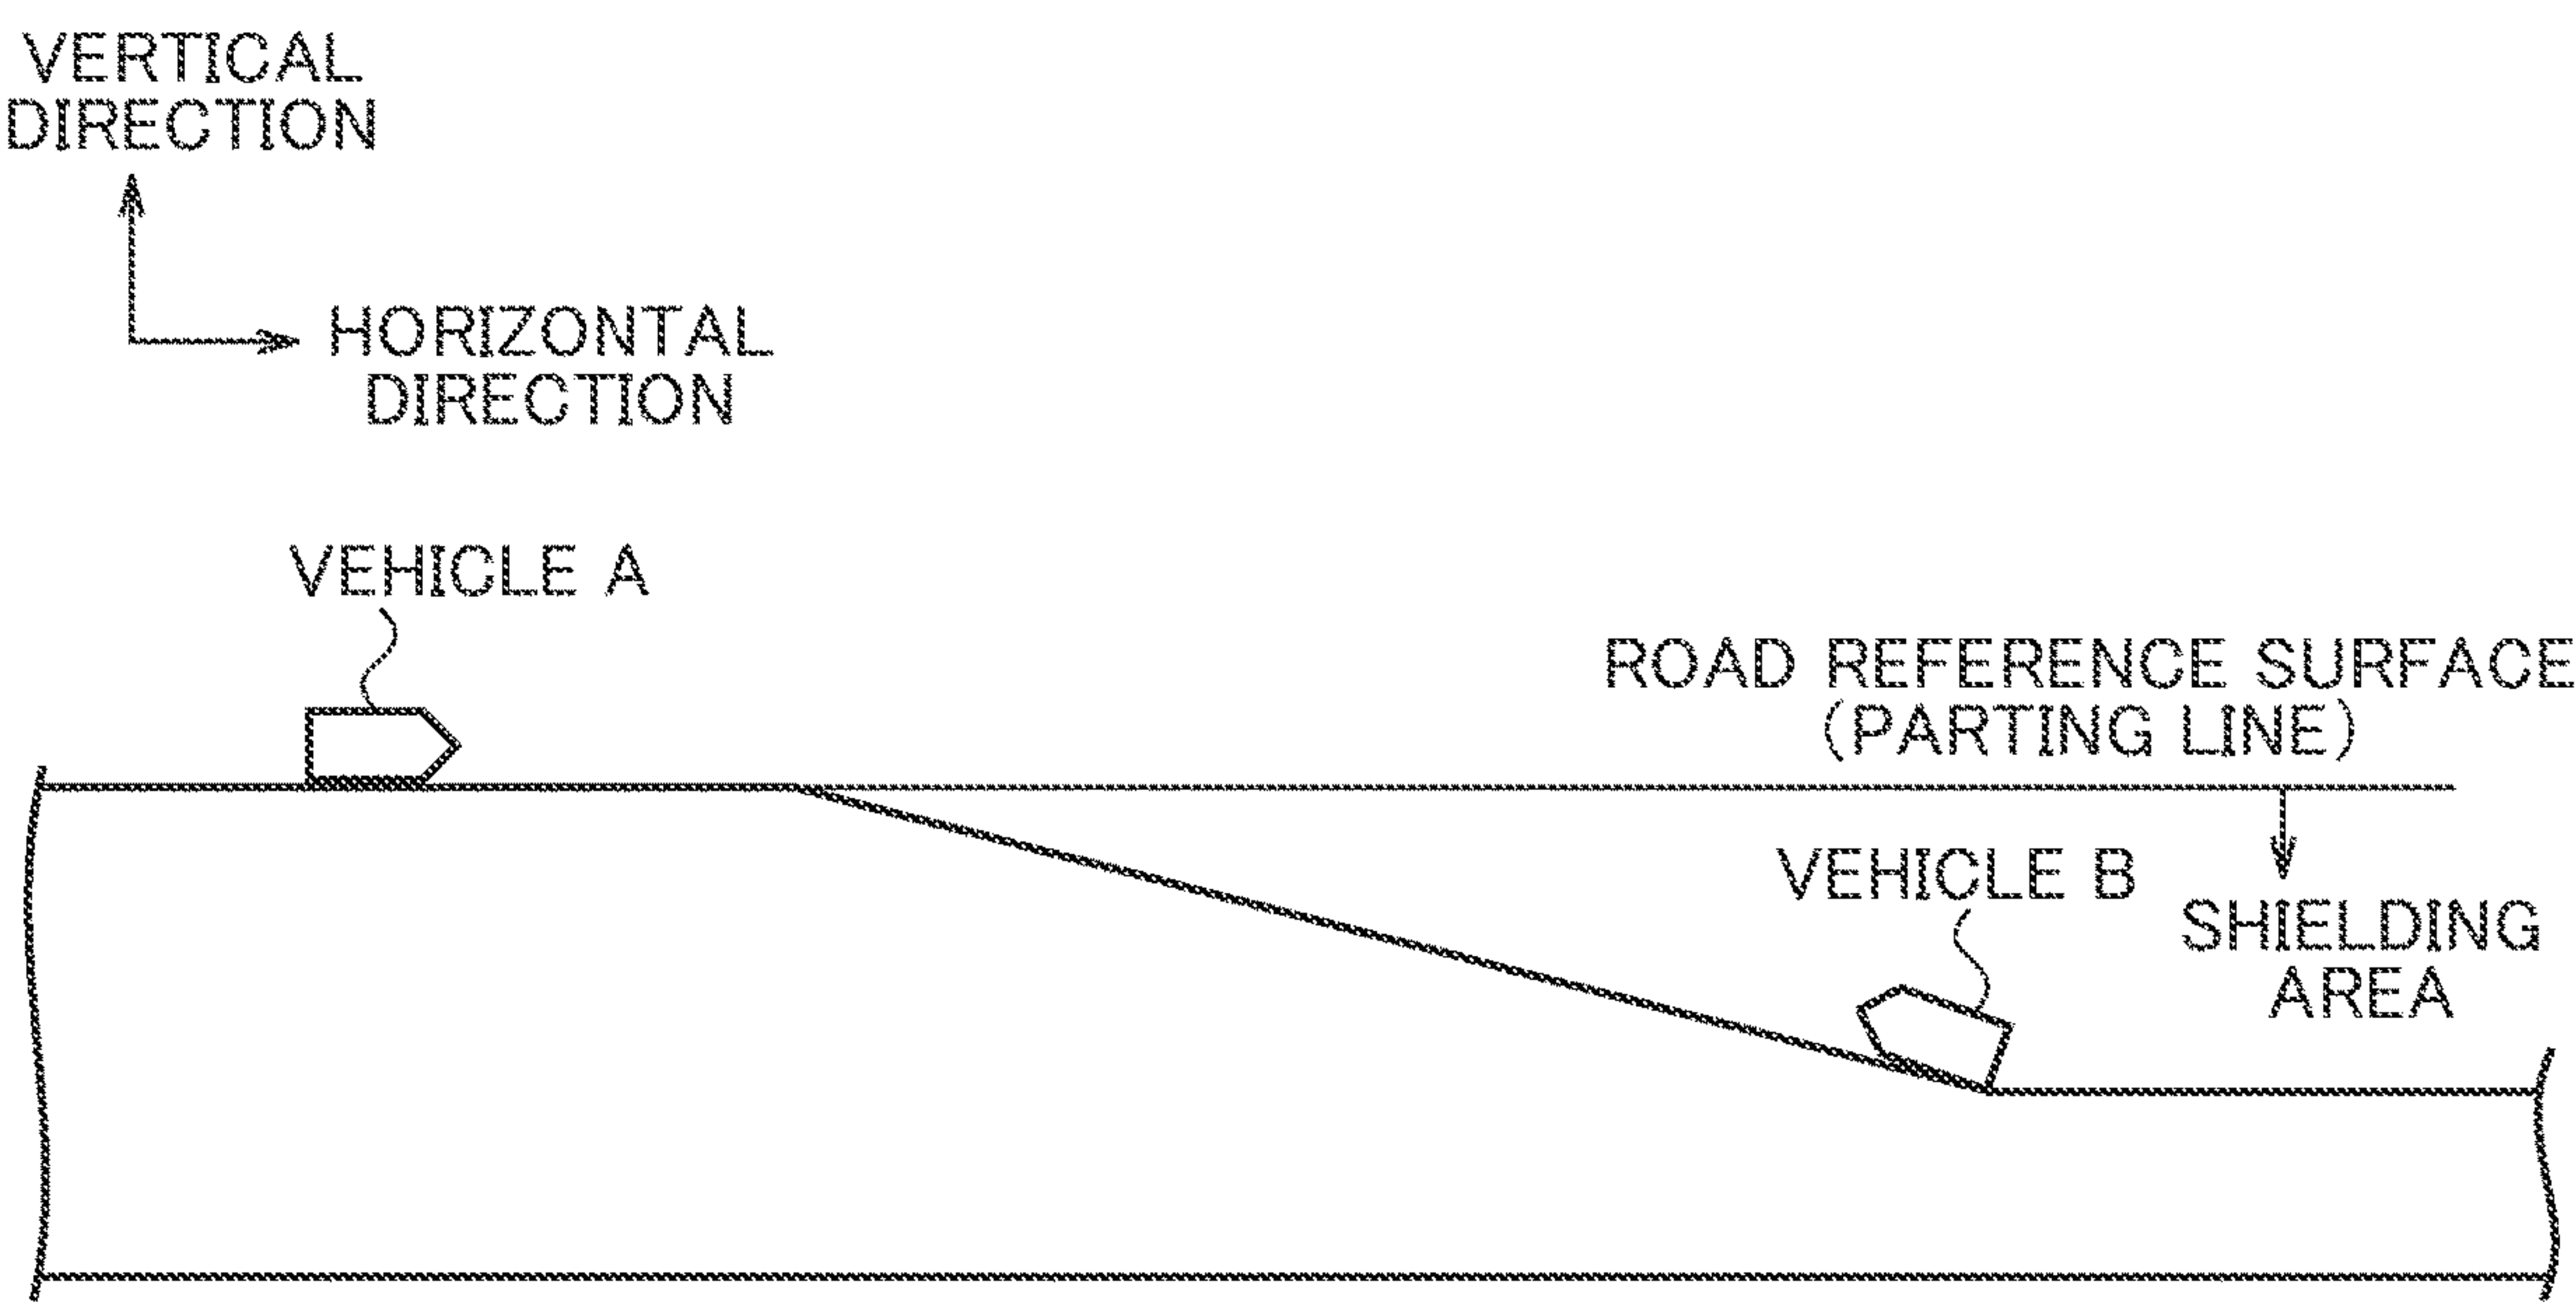 VERTICAL
DIRECTION
HORIZONTAL
DIRECTION
VEHICLE A
ROAD REFERENCE SURFACE
(PARTING LINE)
VEHICLE B
SHIELDING
AREA